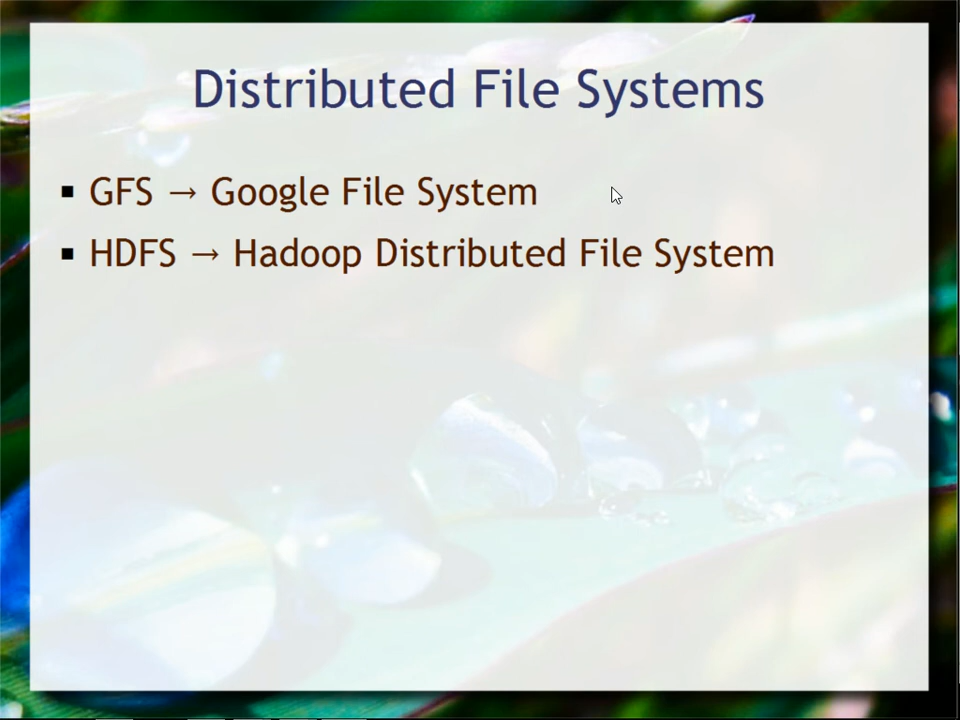 Distributed File Systems
▪ GFS → Google File System
▪ HDFS → Hadoop Distributed File System